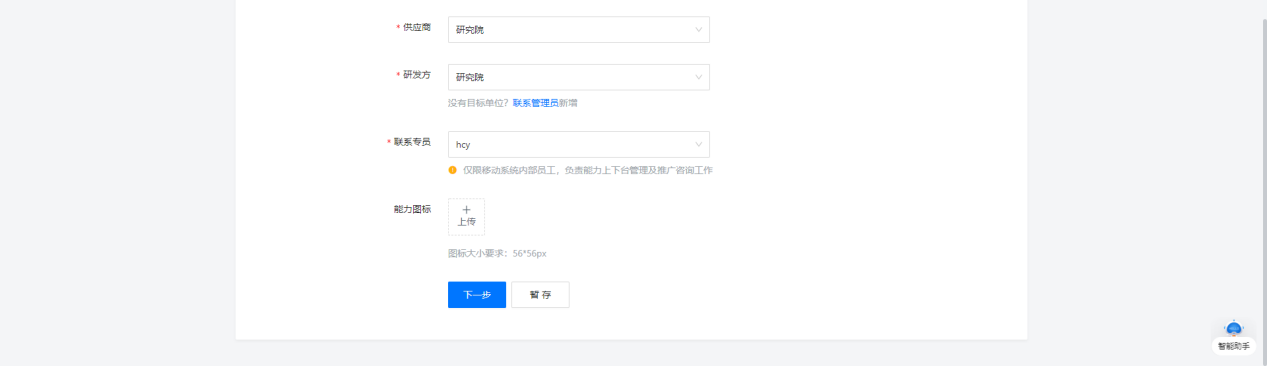 * 供应商 研究院
* 研发方 研究院
没有目标单位？联系管理员新增
* 联系专员 hcy
仅限移动系统内部员工，负责能力上下台管理及推广咨询工作
能力图标
+
上传
图标大小要求：56*56px
下一步 暂 存
智能助手